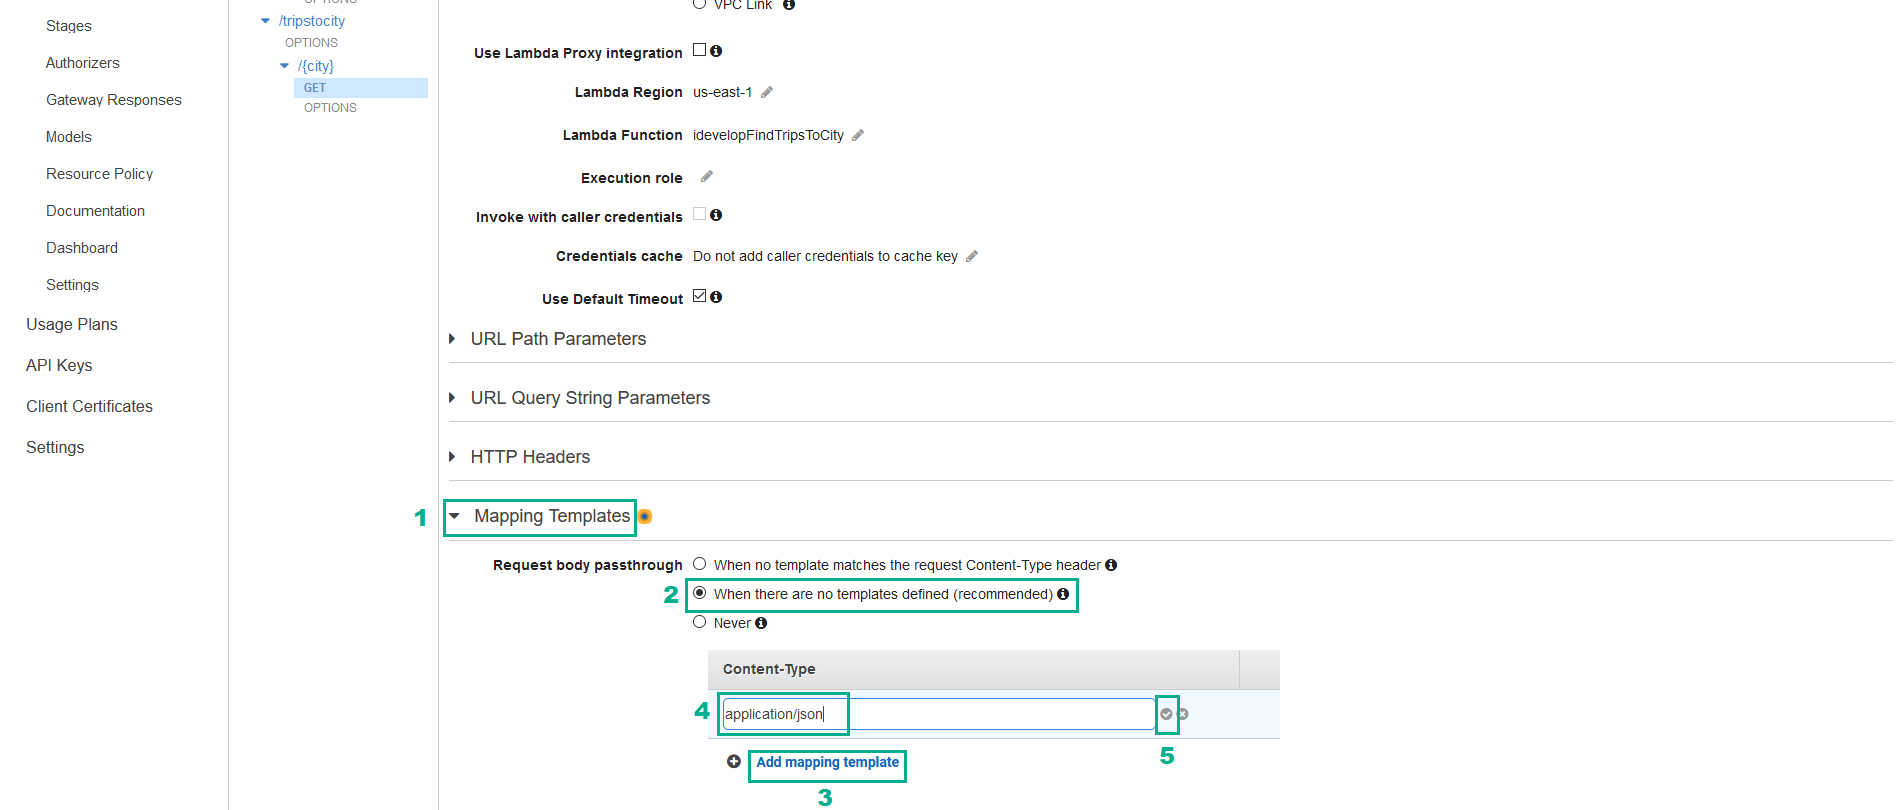 Stages
Authorizers
Gateway Responses
Models
Resource Policy
Documentation
Dashboard
Settings
Usage Plans
API Keys
Client Certificates
Settings
OPTIONS
/tripstocity
OPTIONS
/{city}
GET
OPTIONS
VPC Link
Use Lambda Proxy integration
Lambda Region us-east-1
Lambda Function idevelopFindTripsToCity
Execution role
Invoke with caller credentials
Credentials cache Do not add caller credentials to cache key
Use Default Timeout
URL Path Parameters
URL Query String Parameters
HTTP Headers
1 Mapping Templates
Request body passthrough When no template matches the request Content-Type header
2 When there are no templates defined (recommended)
Never
Content-Type
4 application/json
5
Add mapping template
3